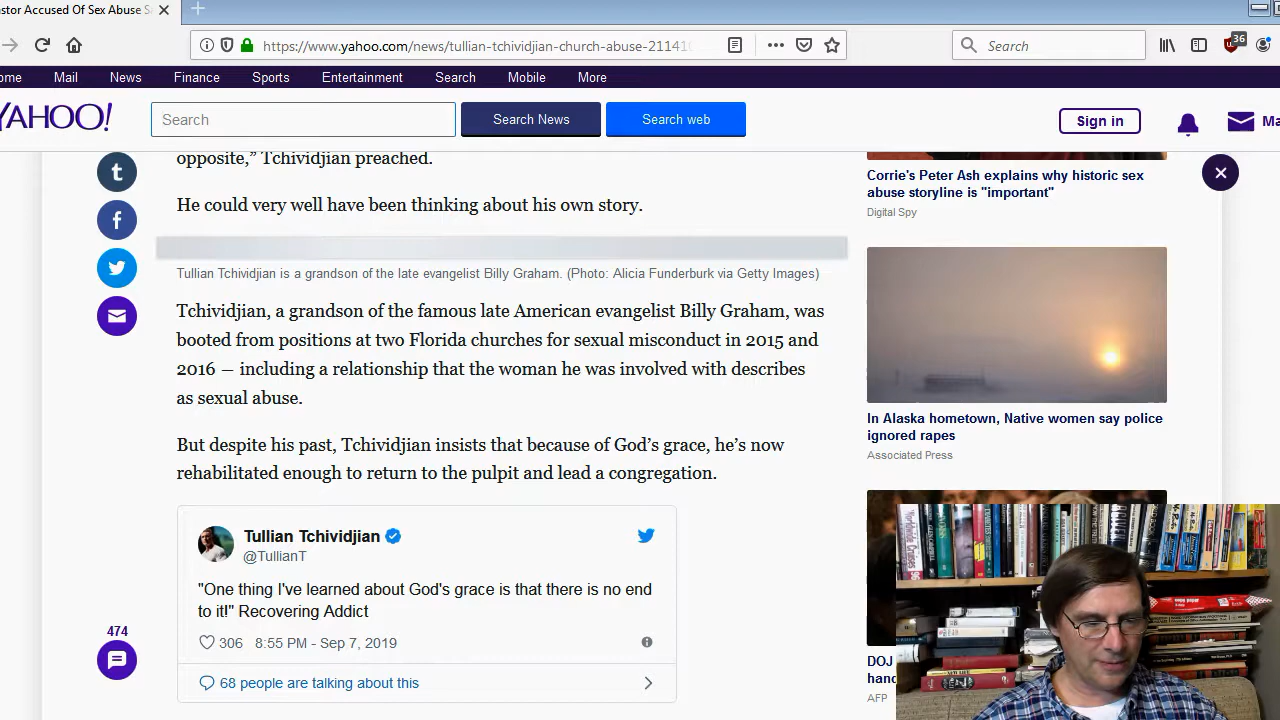 stor Accused Of Sex Abuse S
https://www.yahoo.com/news/tullian-tchividjian-church-abuse-21141
Search
36
ome Mail News Finance Sports Entertainment Search Mobile More
YAHOO!
Search
Search News
Search web
Sign in
Ma
opposite,” Tchividjian preached.
He could very well have been thinking about his own story.
Tullian Tchividjian is a grandson of the late evangelist Billy Graham. (Photo: Alicia Funderburk via Getty Images)
Tchividjian, a grandson of the famous late American evangelist Billy Graham, was
booted from positions at two Florida churches for sexual misconduct in 2015 and
2016 — including a relationship that the woman he was involved with describes
as sexual abuse.
But despite his past, Tchividjian insists that because of God’s grace, he’s now
rehabilitated enough to return to the pulpit and lead a congregation.
Tullian Tchividjian
@TullianT
"One thing I've learned about God's grace is that there is no end
to it!" Recovering Addict
306 8:55 PM - Sep 7, 2019
68 people are talking about this
474
Corrie's Peter Ash explains why historic sex
abuse storyline is "important"
Digital Spy
In Alaska hometown, Native women say police
ignored rapes
Associated Press
DOJ
hand
AFP